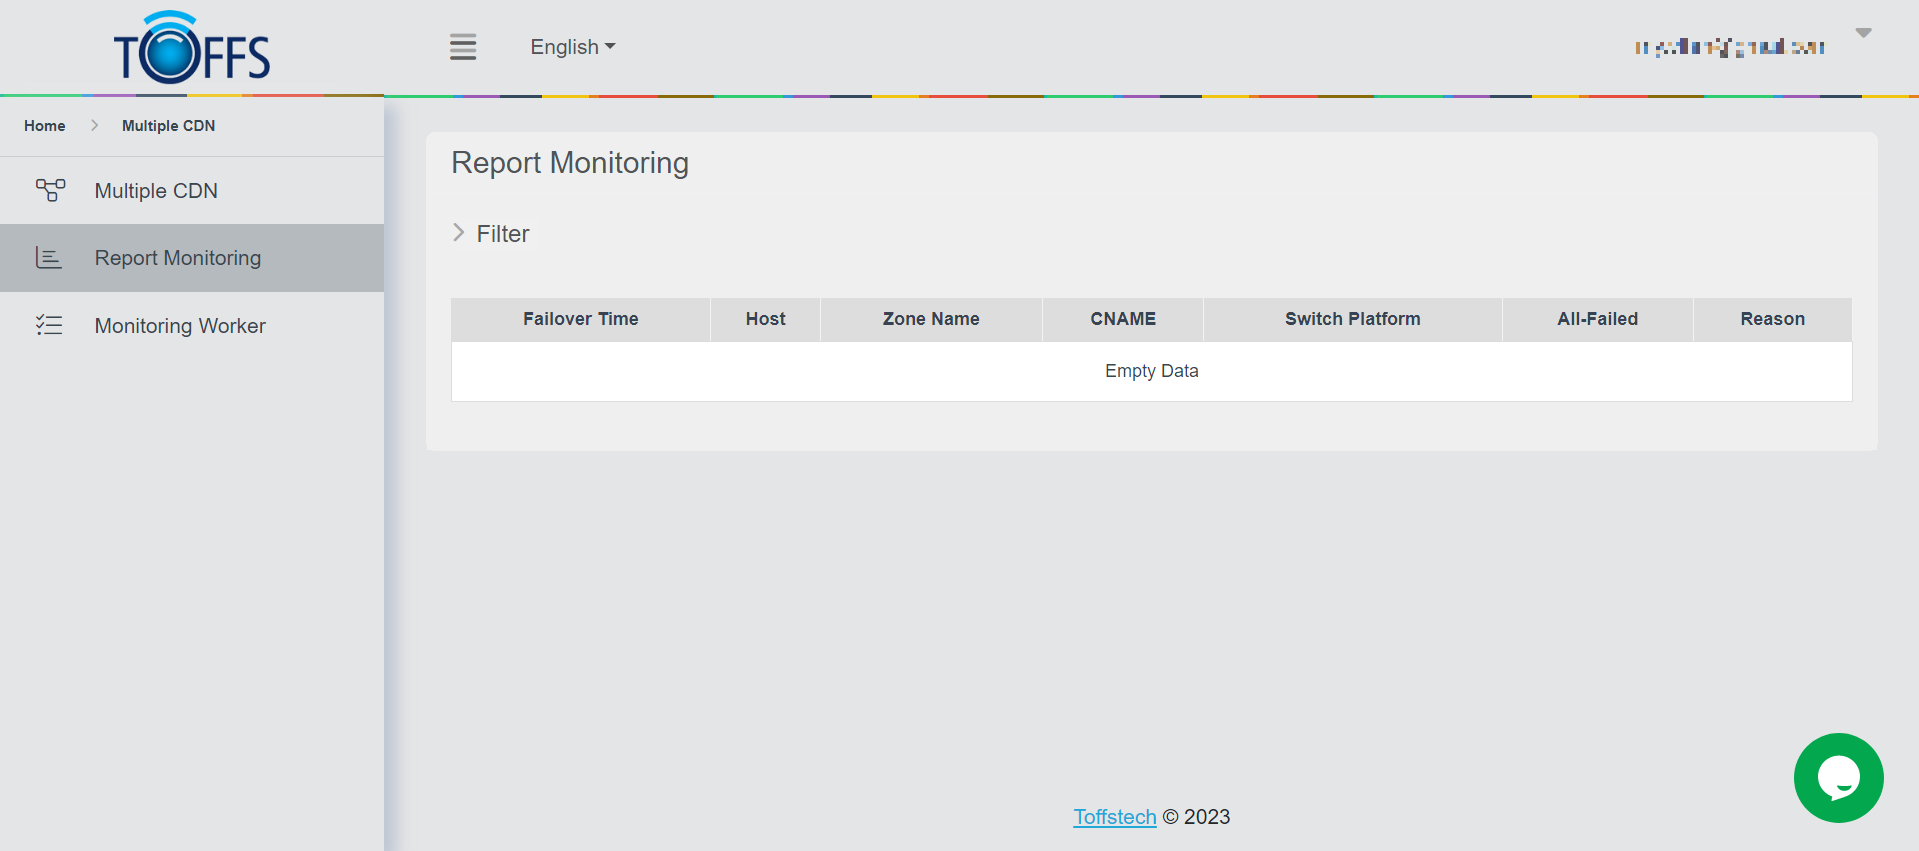 TOFFS
English
Home > Multiple CDN
Multiple CDN
Report Monitoring
Monitoring Worker
Report Monitoring
Filter
Failover Time Host Zone Name CNAME Switch Platform All-Failed Reason
Empty Data
Toffstech © 2023